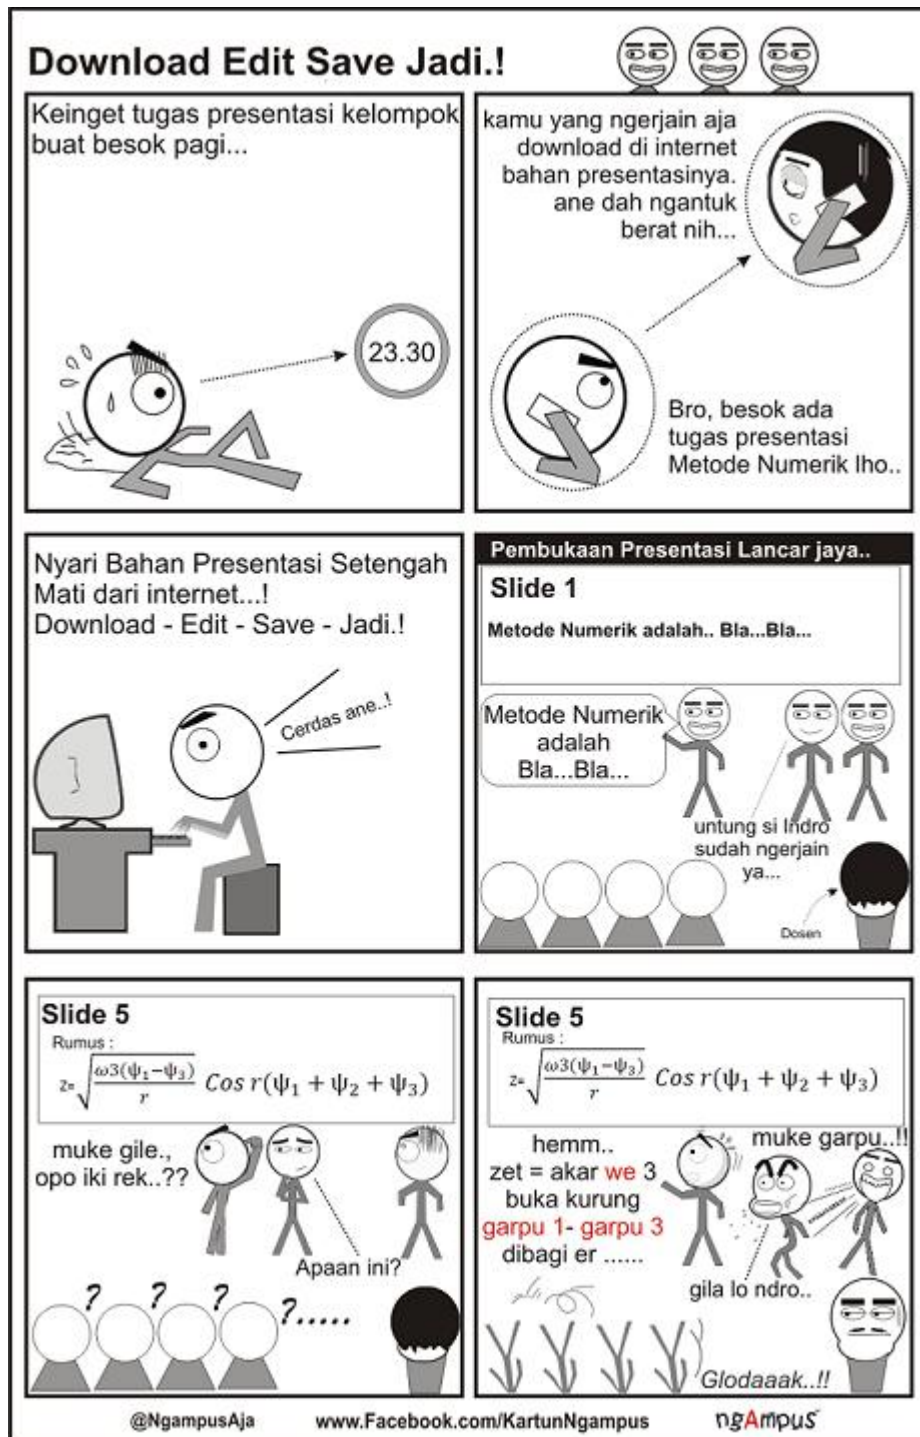 Download Edit Save Jadi.!
Keinget tugas presentasi kelompok
buat besok pagi...
23.30
kamu yang ngerjain aja
download di internet
bahan presentasinya.
ane dah ngantuk
berat nih...
Bro, besok ada
tugas presentasi
Metode Numerik lho..
Nyari Bahan Presentasi Setengah
Mati dari internet...!
Download - Edit - Save - Jadi.!
Cerdas ane..!
Pembukaan Presentasi Lancar jaya..
Slide 1
Metode Numerik adalah.. Bla...Bla...
Metode Numerik
adalah
Bla...Bla...
untung si Indro
sudah ngerjain
ya...
Dosen
Slide 5
Rumus :
z= √(ω3(ψ₁−ψ₃)/r) Cos r(ψ₁ + ψ₂ + ψ₃)
muke gile.,
opo iki rek..??
Apaan ini?
? ? ? ?.....
Slide 5
Rumus :
z= √(ω3(ψ₁−ψ₃)/r) Cos r(ψ₁ + ψ₂ + ψ₃)
hemm..
zet = akar we 3
buka kurung
garpu 1- garpu 3
dibagi er ......
muke garpu..!!
gila lo ndro..
Glodaaak..!!
@NgampusAja
www.Facebook.com/KartunNgampus
ngAmpus